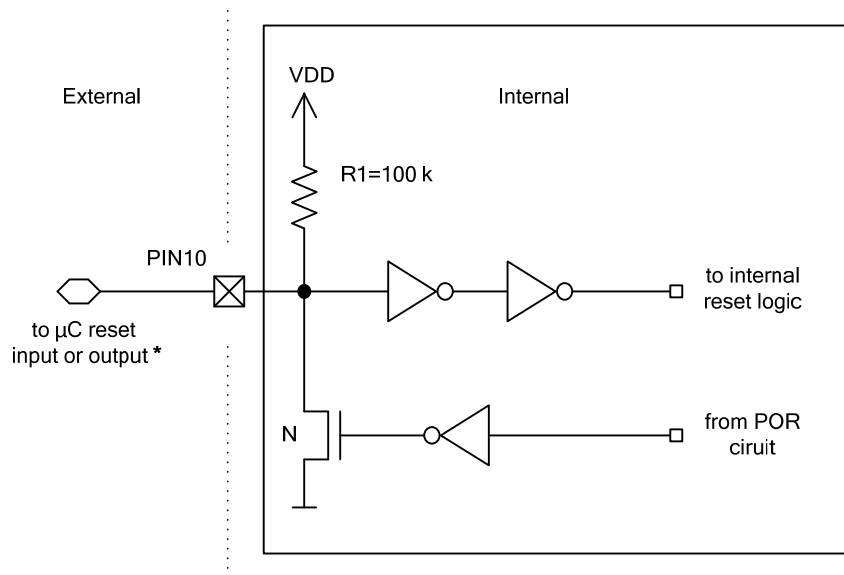 VDD
External
Internal
R1=100 k
PIN10
to internal
reset logic
to µC reset
input or output *
N
from POR
ciruit